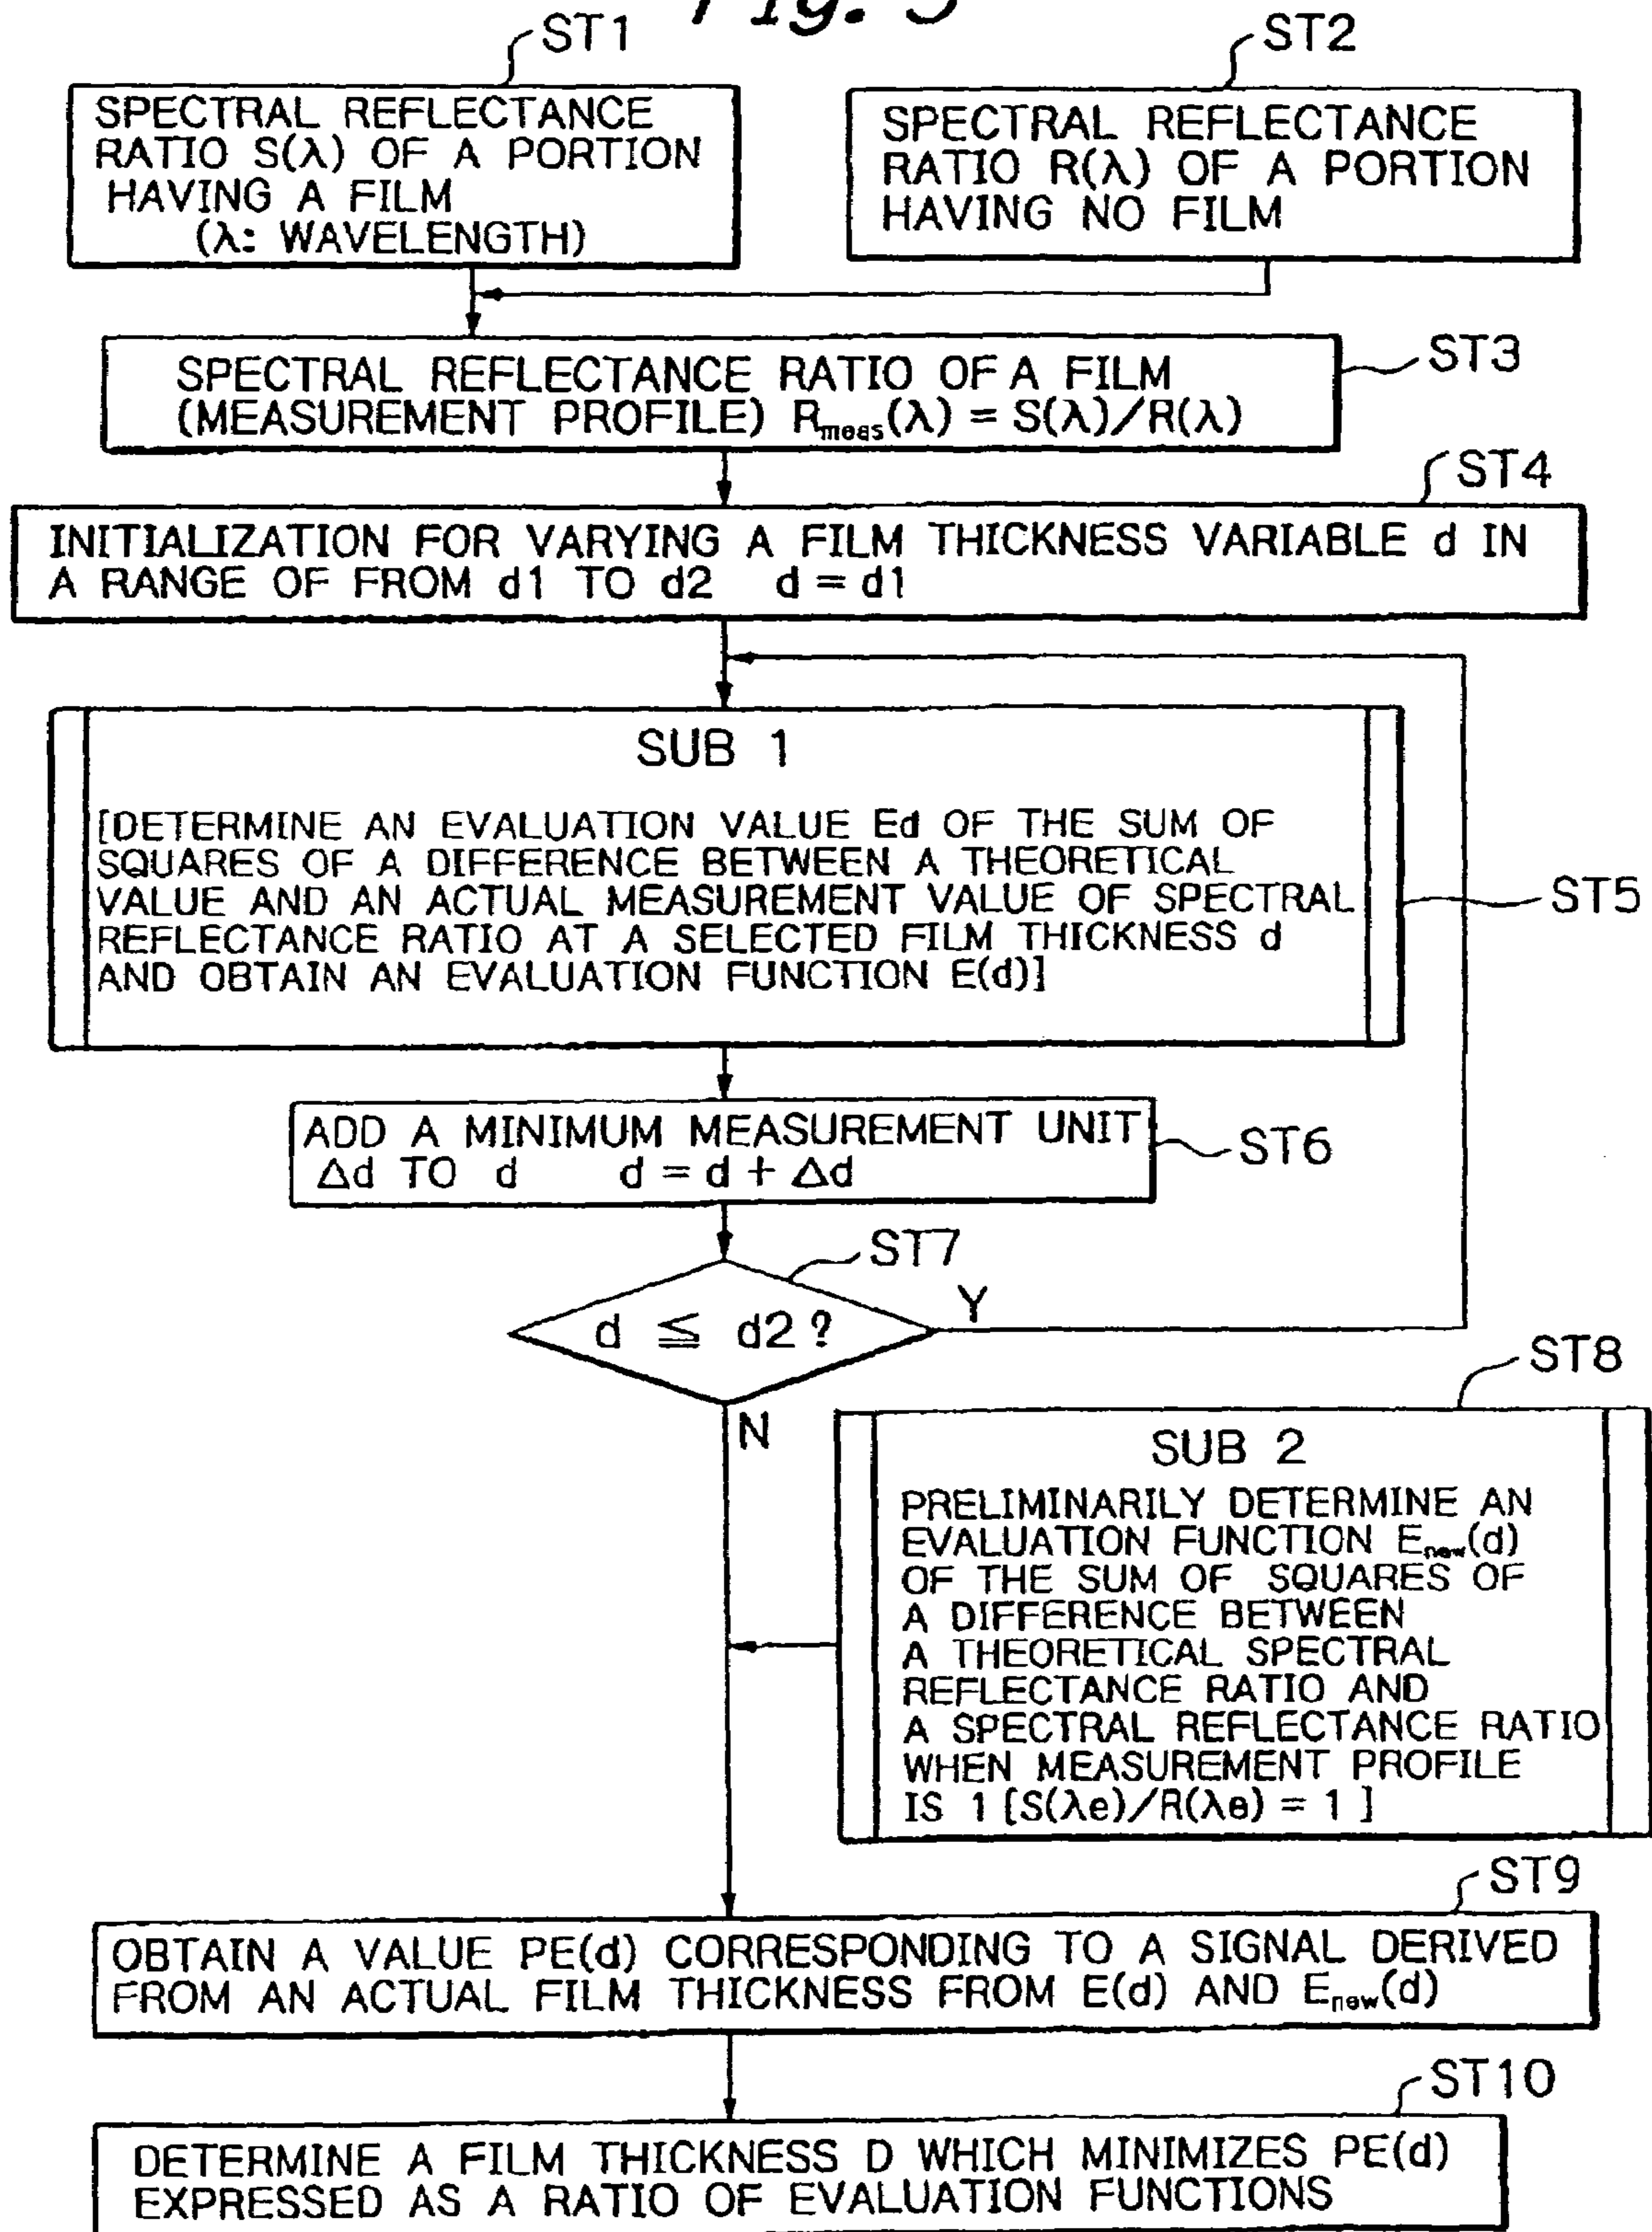 Fig. 3
ST1
SPECTRAL REFLECTANCE
RATIO S(λ) OF A PORTION
HAVING A FILM
(λ: WAVELENGTH)
ST2
SPECTRAL REFLECTANCE
RATIO R(λ) OF A PORTION
HAVING NO FILM
ST3
SPECTRAL REFLECTANCE RATIO OF A FILM
(MEASUREMENT PROFILE) Rmeas(λ) = S(λ)/R(λ)
ST4
INITIALIZATION FOR VARYING A FILM THICKNESS VARIABLE d IN
A RANGE OF FROM d1 TO d2 d = d1
SUB 1
[DETERMINE AN EVALUATION VALUE Ed OF THE SUM OF
SQUARES OF A DIFFERENCE BETWEEN A THEORETICAL
VALUE AND AN ACTUAL MEASUREMENT VALUE OF SPECTRAL
REFLECTANCE RATIO AT A SELECTED FILM THICKNESS d
AND OBTAIN AN EVALUATION FUNCTION E(d)]
ST5
ADD A MINIMUM MEASUREMENT UNIT
Δd TO d d = d + Δd
ST6
ST7
d ≦ d2 ?
Y
N
ST8
SUB 2
PRELIMINARILY DETERMINE AN
EVALUATION FUNCTION Enew(d)
OF THE SUM OF SQUARES OF
A DIFFERENCE BETWEEN
A THEORETICAL SPECTRAL
REFLECTANCE RATIO AND
A SPECTRAL REFLECTANCE RATIO
WHEN MEASUREMENT PROFILE
IS 1 [S(λe)/R(λe) = 1 ]
ST9
OBTAIN A VALUE PE(d) CORRESPONDING TO A SIGNAL DERIVED
FROM AN ACTUAL FILM THICKNESS FROM E(d) AND Enew(d)
ST10
DETERMINE A FILM THICKNESS D WHICH MINIMIZES PE(d)
EXPRESSED AS A RATIO OF EVALUATION FUNCTIONS